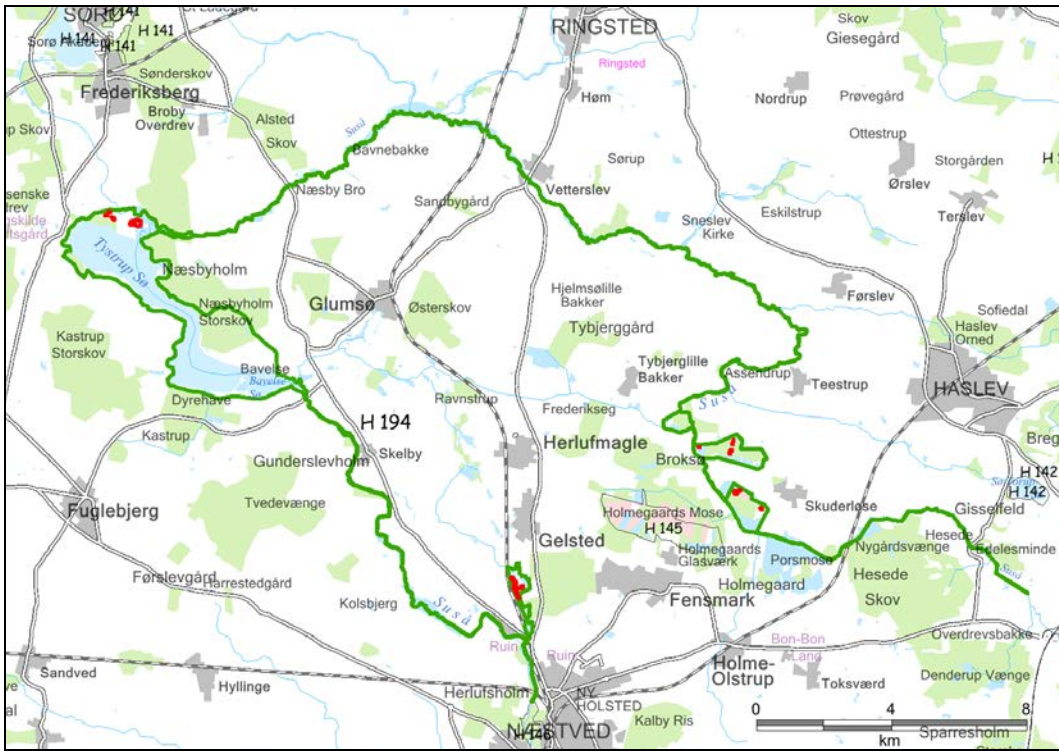 SORØ
H 141
H 141
H 141
Sorø Akademi
Sønderskov
Frederiksberg
Broby
Overdrev
Alsted
Skov
RINGSTED
Ringsted
Høm
Skov
Giesegård
Nordrup
Prøvegård
Ottestrup
Storgården
Ørslev
Terslev
Suså
Bavnebakke
Sørup
Næsby Bro
Sandbygård
Vetterslev
Sneslev
Kirke
Eskilstrup
Tystrup Sø
Næsbyholm
Næsbyholm
Storskov
Glumsø
Østerskov
Hjelmsølille
Bakker
Tybjerggård
Førslev
Sofiedal
Haslev
Orned
Kastrup
Storskov
Bavelse
Bavelse
Sø
Dyrehave
Kastrup
Ravnstrup
Tybjerglille
Bakker
Assendrup
Teestrup
Suså
HASLEV
Frederikseg
H 194
Skelby
Herlufmagle
Broksø
Gunderslevholm
Tvedevænge
Fuglebjerg
Skuderløse
H 142
H 142
Gisselfeld
Holmegaards Mose
H 145
Gelsted
Holmegaards
Glasværk
Holmegaard
Porsmose
Nygårdsvænge
Hesede
Edelesminde
Hesede
Skov
Suså
Førslevgård
Harrestedgård
Kolsbjerg
Suså
Fensmark
Ruin
Ruin
Bon-Bon
Land
Overdrevsbakke
Holme-
Olstrup
Toksværd
Denderup Vænge
Sandved
Hyllinge
Herlufsholm
NY
HOLSTED
NÆSTVED
Kalby Ris
0 4 8
km
Sparresholm